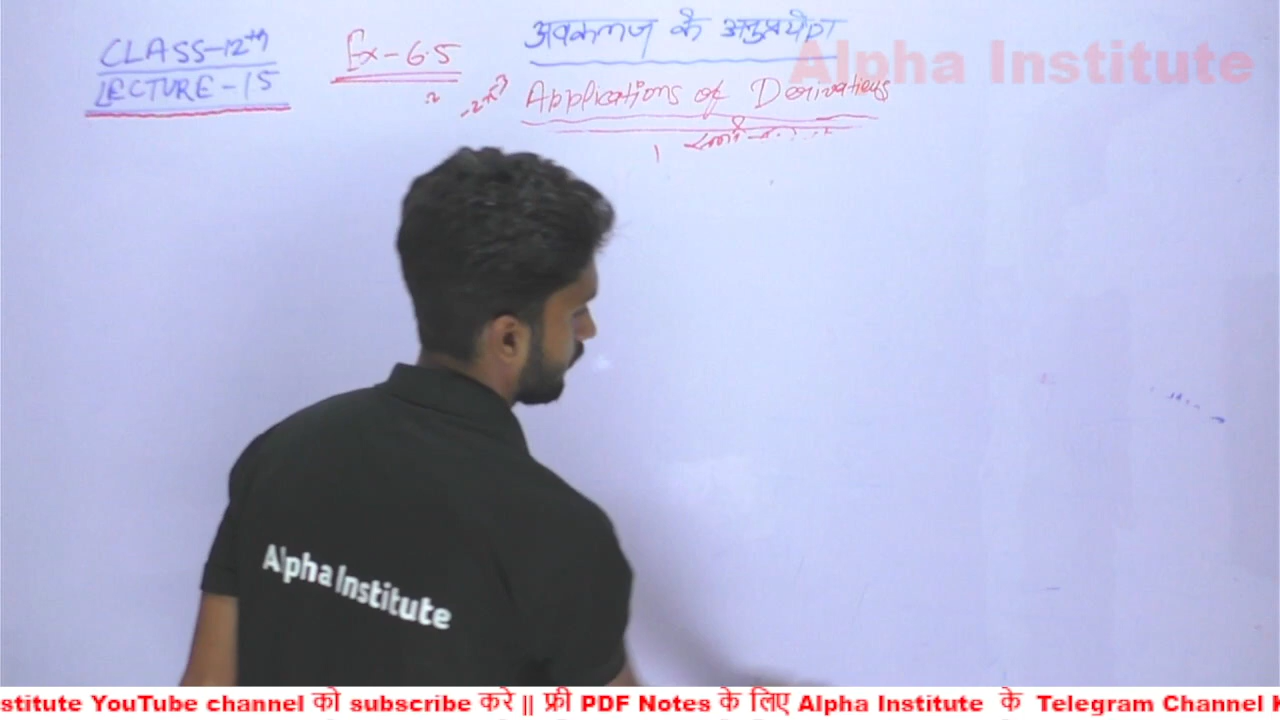 CLASS-12th
LECTURE-15
Ex-6.5
अवकलज के अनुप्रयोग
Applications of Derivatieves
Alpha Institute
Alpha Institute
stitute YouTube channel को subscribe करे || फ्री PDF Notes के लिए Alpha Institute के Telegram Channel